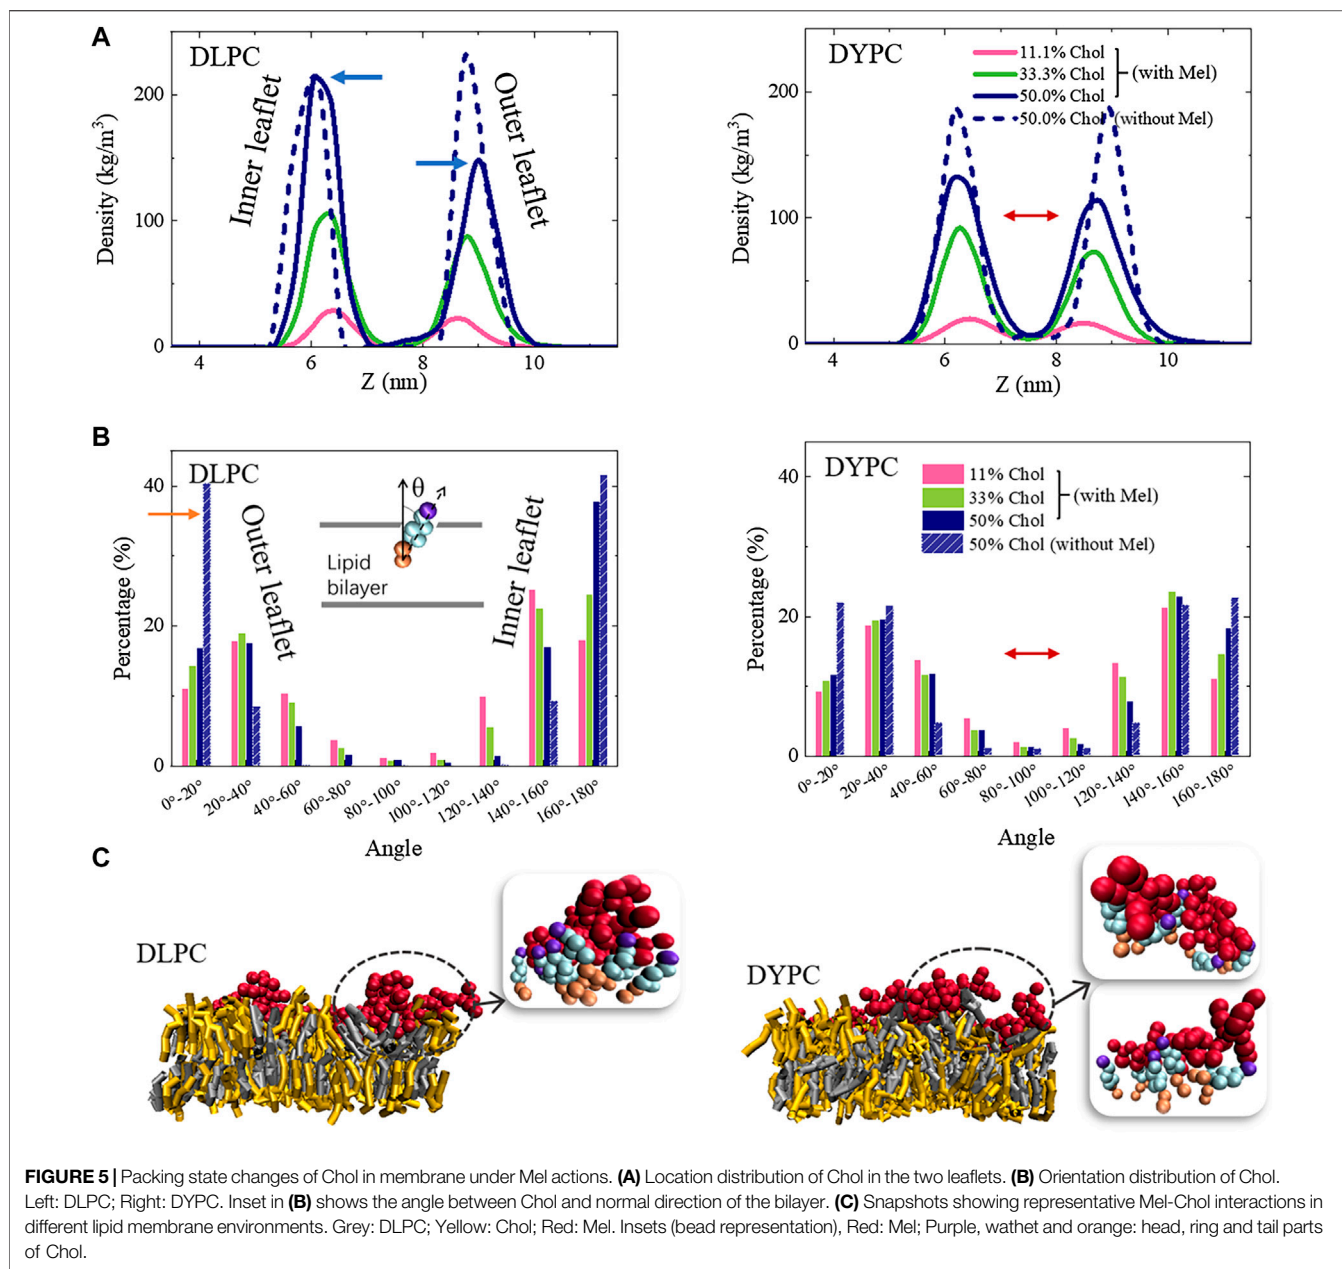 A
DLPC
Inner leaflet
Outer leaflet
Density (kg/m³)
200
100
0
4
6
8
10
Z (nm)
DYPC
11.1% Chol
33.3% Chol
(with Mel)
50.0% Chol
50.0% Chol (without Mel)
Density (kg/m³)
200
100
0
4
6
8
10
Z (nm)
B
DLPC
Outer leaflet
Inner leaflet
θ
Lipid
bilayer
Percentage (%)
40
20
0
0°-20°
20°-40°
40°-60°
60°-80°
80°-100°
100°-120°
120°-140°
140°-160°
160°-180°
Angle
DYPC
11% Chol
33% Chol
(with Mel)
50% Chol
50% Chol (without Mel)
Percentage (%)
40
20
0
0°-20°
20°-40°
40°-60°
60°-80°
80°-100°
100°-120°
120°-140°
140°-160°
160°-180°
Angle
C
DLPC
DYPC
FIGURE 5 | Packing state changes of Chol in membrane under Mel actions. (A) Location distribution of Chol in the two leaflets. (B) Orientation distribution of Chol.
Left: DLPC; Right: DYPC. Inset in (B) shows the angle between Chol and normal direction of the bilayer. (C) Snapshots showing representative Mel-Chol interactions in
different lipid membrane environments. Grey: DLPC; Yellow: Chol; Red: Mel. Insets (bead representation), Red: Mel; Purple, wathet and orange: head, ring and tail parts
of Chol.